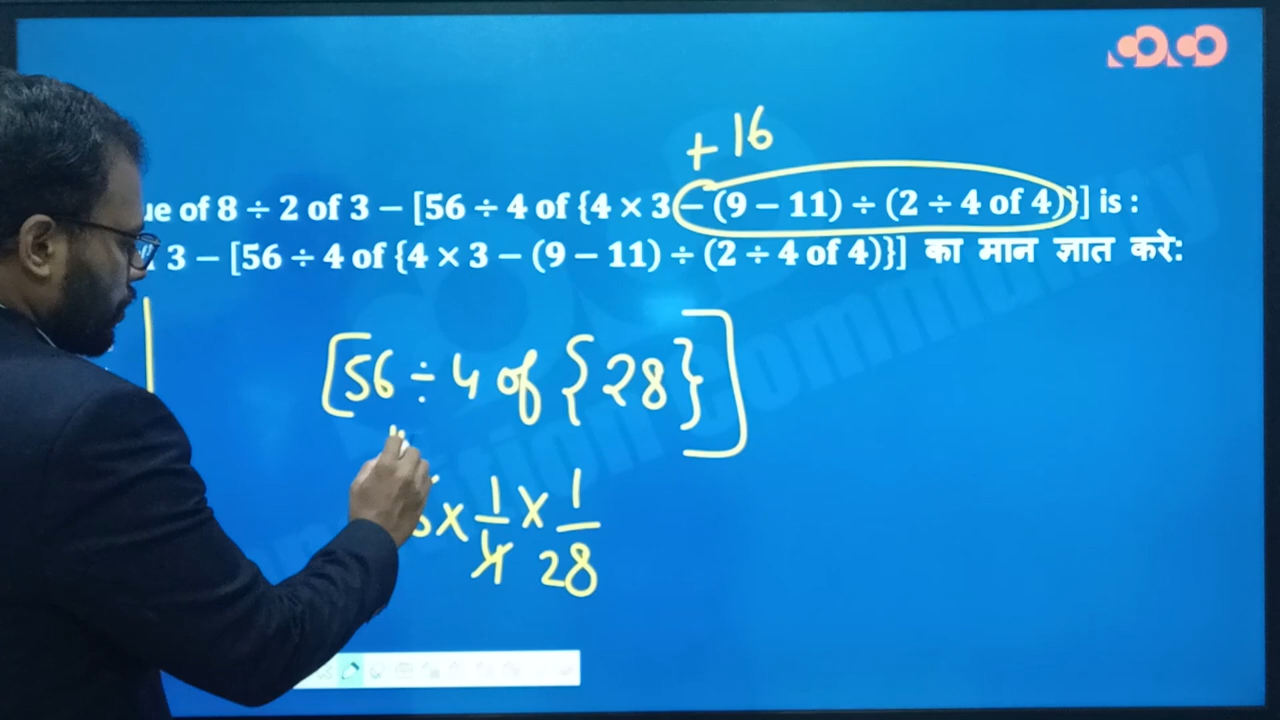 + 16
ue of 8 ÷ 2 of 3 – [56 ÷ 4 of {4 × 3 – (9 – 11) ÷ (2 ÷ 4 of 4)}] is :
3 – [56 ÷ 4 of {4 × 3 – (9 – 11) ÷ (2 ÷ 4 of 4)}] का मान ज्ञात करे:
[56 ÷ 4 of {28}]
× 1/4 × 1/28